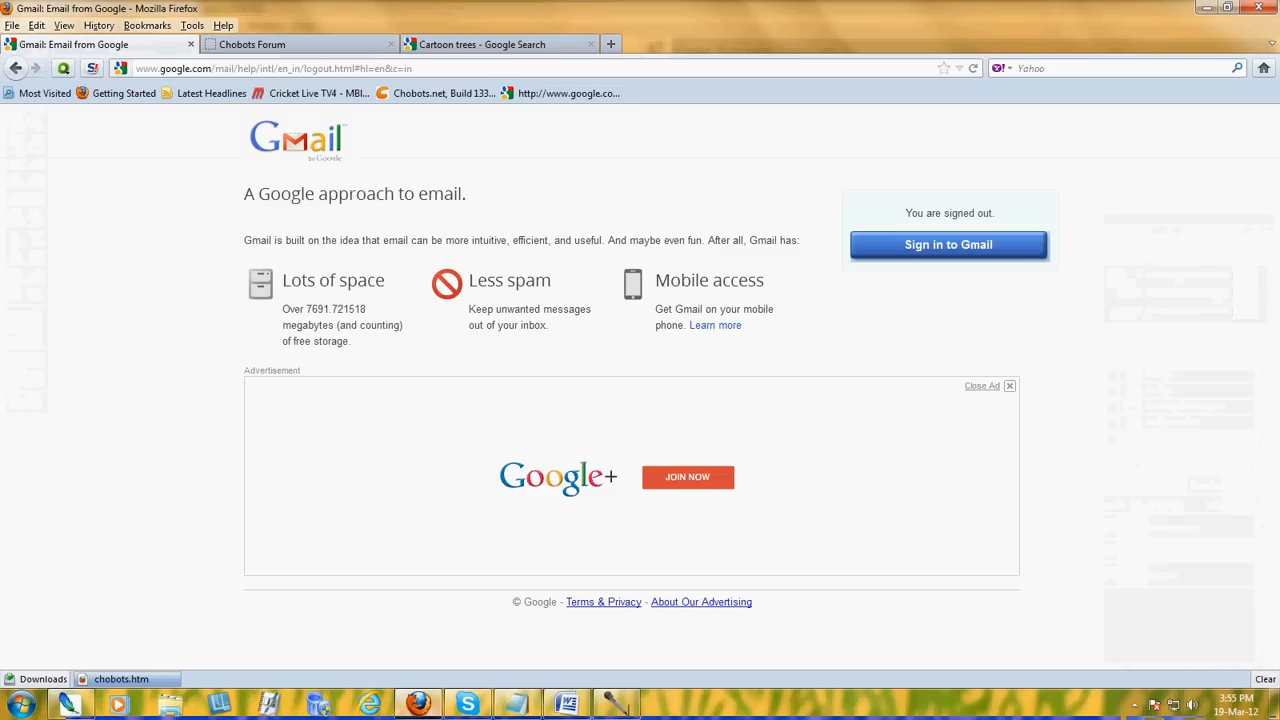 Gmail: Email from Google - Mozilla Firefox
File Edit View History Bookmarks Tools Help
Gmail: Email from Google
Chobots Forum
Cartoon trees - Google Search
www.google.com/mail/help/intl/en_in/logout.html#hl=en&c=in
Yahoo
Most Visited
Getting Started
Latest Headlines
Cricket Live TV4 - MBI...
Chobots.net, Build 133...
http://www.google.co...
Gmail
by Google
A Google approach to email.
You are signed out.
Sign in to Gmail
Gmail is built on the idea that email can be more intuitive, efficient, and useful. And maybe even fun. After all, Gmail has:
Lots of space
Over 7691.721518
megabytes (and counting)
of free storage.
Less spam
Keep unwanted messages
out of your inbox.
Mobile access
Get Gmail on your mobile
phone. Learn more
Advertisement
Close Ad
Google+
JOIN NOW
© Google - Terms & Privacy - About Our Advertising
Downloads
chobots.htm
Clear
3:55 PM
19-Mar-12